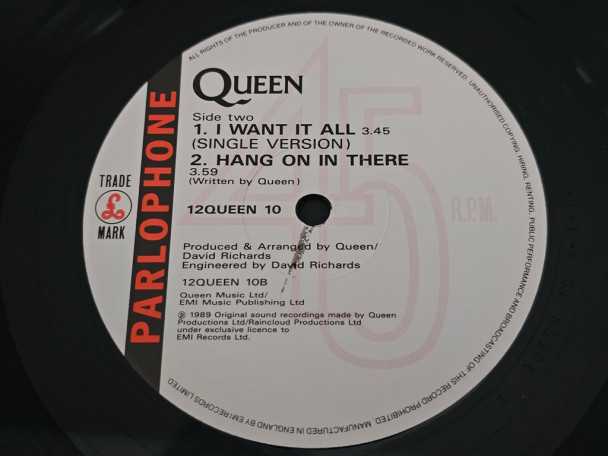 ALL RIGHTS OF THE PRODUCER AND OF THE OWNER OF THE RECORDED WORK RESERVED. UNAUTHORISED COPYING, HIRING, RENTING, PUBLIC PERFORMANCE AND BROADCASTING OF THIS RECORD PROHIBITED. MANUFACTURED IN ENGLAND BY EMI RECORDS LIMITED
QUEEN
Side two
1. I WANT IT ALL 3.45
(SINGLE VERSION)
2. HANG ON IN THERE
3.59
(Written by Queen)
TRADE
£
MARK
PARLOPHONE
12QUEEN 10
45
R.P.M.
Produced & Arranged by Queen/
David Richards
Engineered by David Richards
12QUEEN 10B
Queen Music Ltd/
EMI Music Publishing Ltd
℗ 1989 Original sound recordings made by Queen
Productions Ltd/Raincloud Productions Ltd
under exclusive licence to
EMI Records Ltd.